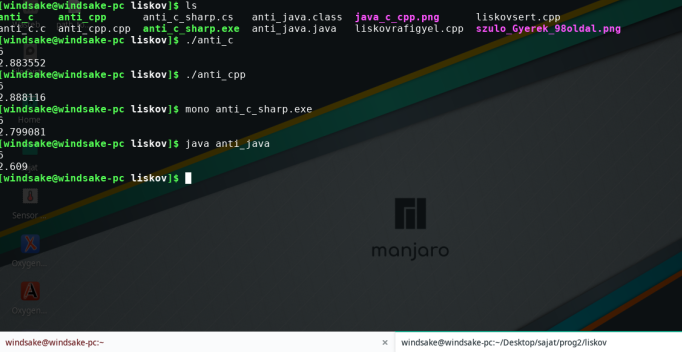 [windsake@windsake-pc liskov]$ ls
anti_c anti_cpp anti_c_sharp.cs anti_java.class java_c_cpp.png liskovsert.cpp
anti_c.c anti_cpp.cpp anti_c_sharp.exe anti_java.java liskovrafigyel.cpp szulo_Gyerek_98oldal.png
[windsake@windsake-pc liskov]$ ./anti_c
6
2.883552
[windsake@windsake-pc liskov]$ ./anti_cpp
6
2.888116
[windsake@windsake-pc liskov]$ mono anti_c_sharp.exe
6
2.799081
[windsake@windsake-pc liskov]$ java anti_java
6
2.609
[windsake@windsake-pc liskov]$
Home
Sensor ...
Oxygen...
Oxygen...
manjaro
windsake@windsake-pc:~
windsake@windsake-pc:~/Desktop/sajat/prog2/liskov